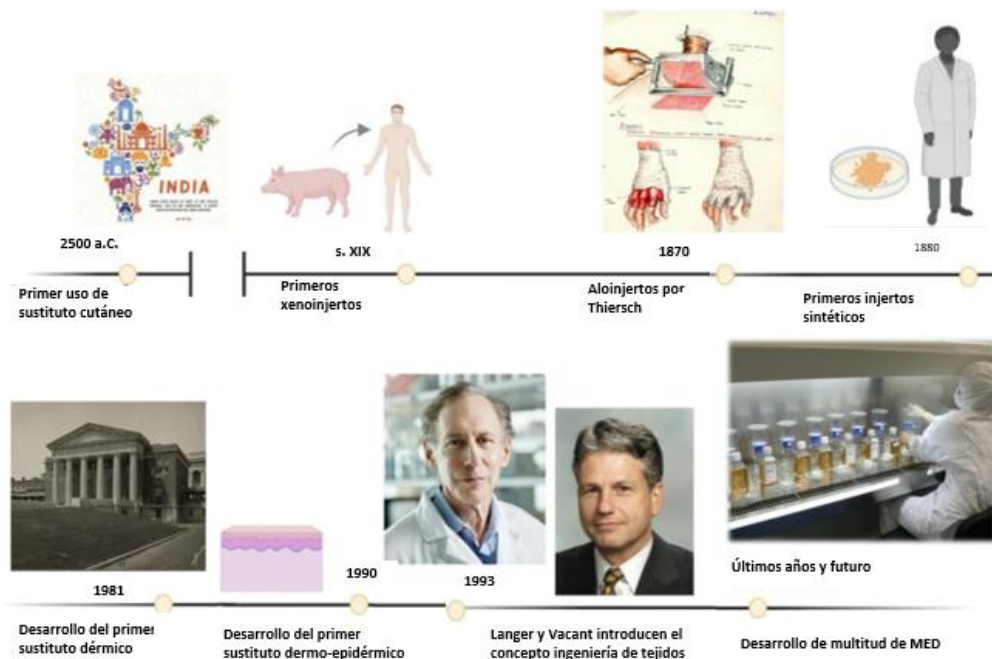 INDIA
2500 a.C.
Primer uso de
sustituto cutáneo
s. XIX
Primeros
xenoinjertos
1870
Aloinjertos por
Thiersch
1880
Primeros injertos
sintéticos
1981
Desarrollo del primer
sustituto dérmico
1990
Desarrollo del primer
sustituto dermo-epidérmico
1993
Langer y Vacant introducen el
concepto ingeniería de tejidos
Últimos años y futuro
Desarrollo de multitud de MED